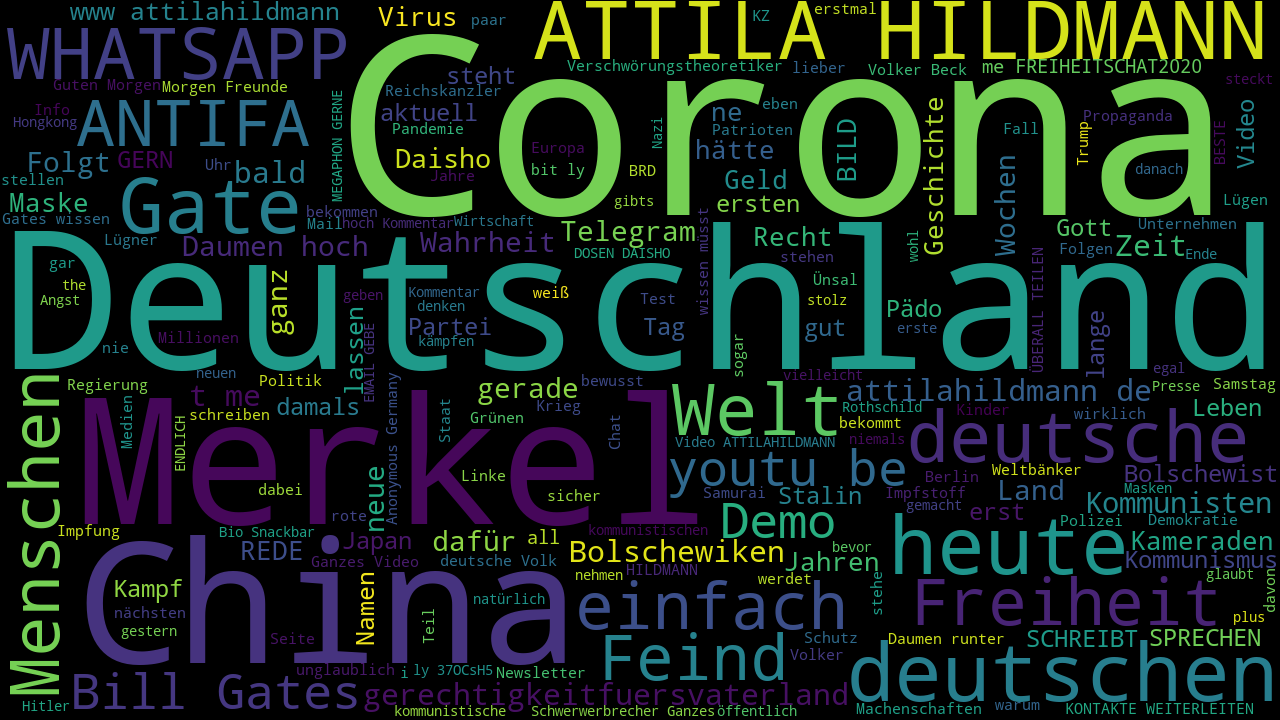 www attilahildmann
Virus
paar
ATTILA HILDMANN
KZ
erstmal
WHATSAPP
Corona
steht
Verschwörungstheoretiker
lieber
Volker Beck
me FREIHEITSCHAT2020
steckt
Guten Morgen
Morgen Freunde
Reichskanzler
Info
Hongkong
ANTIFA
MEGAPHON GERNE
aktuell
Pandemie
ne
eben
Patrioten
Nazi
BILD
Geschichte
Fall
Trump
Propaganda
BESTE
Video
Folgt
GERN
Uhr
bald
Daisho
Jahre
Europa
bit ly
BRD
hätte
Wochen
danach
stellen
Maske
Gate
Geld
gibts
ersten
Lügen
Gates wissen
bekommen
Mail
hoch Kommentar
Wirtschaft
Lügner
Daumen hoch
Wahrheit
Telegram
DOSEN DAISHO
wissen müsst
Recht
stehen
wohl
Gott
Unternehmen
Folgen
Zeit
Ende
Deutschland
gar
the
Angst
ganz
geben
Kommentar
denken
weiß
Test
Ünsal
stolz
Pädo
erste
ÜBERALL TEILEN
lange
nie
Millionen
lassen
EMAIL GEBE
Partei
kämpfen
Tag
sogar
gut
neuen
Regierung
Politik
t me
gerade
bewusst
vielleicht
egal
Menschen
Merkel
Welt
attilahildmann de
Presse
Samstag
schreiben
damals
Anonymous Germany
Staat
Grünen
Krieg
Chat
Rothschild
bekommt
Kinder
wirklich
Leben
Medien
ENDLICH
Video ATTILAHILDMANN
niemals
deutsche
youtu be
Weltbänker
Berlin
Bolschewist
dabei
neue
Linke
sicher
Samurai
Stalin
Impfstoff
Land
Masken
gemacht
Kommunisten
rote
Demo
erst
Polizei
Demokratie
Impfung
Bio Snackbar
kommunistischen
REDE
Japan
dafür
all
Bolschewiken
bevor
Jahren
heute
Kameraden
Ganzes Video
deutsche Volk
Kommunismus
China
nehmen
HILDMANN
werdet
glaubt
Kampf
Namen
stehe
davon
nächsten
natürlich
einfach
Freiheit
plus
gestern
Seite
Teil
Feind
Schutz
Daumen runter
SCHREIBT
SPRECHEN
Volker
unglaublich
i
ly 37OCsH5
Newsletter
deutschen
Hitler
Bill Gates
gerechtigkeitfuersvaterland
kommunistische
Schwerwerbrecher Ganzes
öffentlich
Machenschaften
warum
KONTAKTE WEITERLEITEN